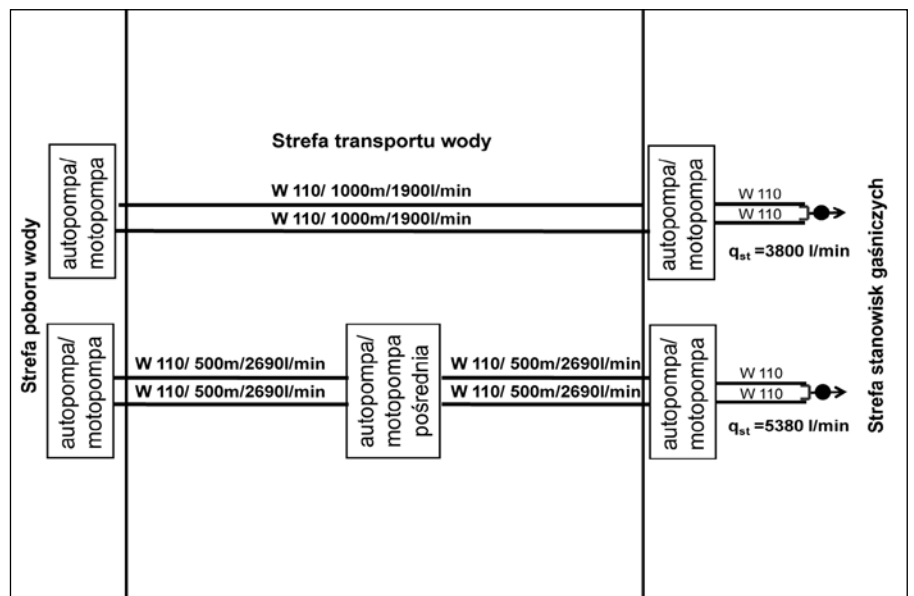 Strefa poboru wody
Strefa transportu wody
Strefa stanowisk gaśniczych
autopompa/
motopompa
W 110/ 1000m/1900l/min
W 110/ 1000m/1900l/min
autopompa/
motopompa
W 110
W 110
qst =3800 l/min
autopompa/
motopompa
W 110/ 500m/2690l/min
W 110/ 500m/2690l/min
autopompa/
motopompa
pośrednia
W 110/ 500m/2690l/min
W 110/ 500m/2690l/min
autopompa/
motopompa
W 110
W 110
qst =5380 l/min